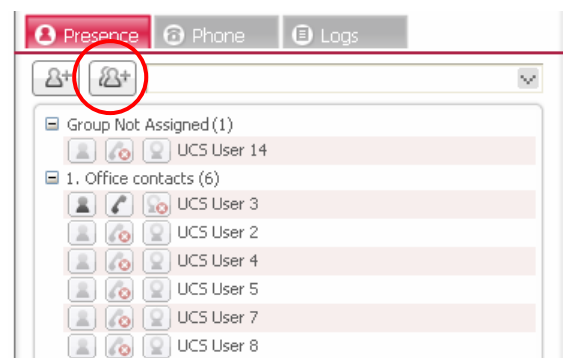 Presence Phone Logs
Group Not Assigned (1)
UCS User 14
1. Office contacts (6)
UCS User 3
UCS User 2
UCS User 4
UCS User 5
UCS User 7
UCS User 8